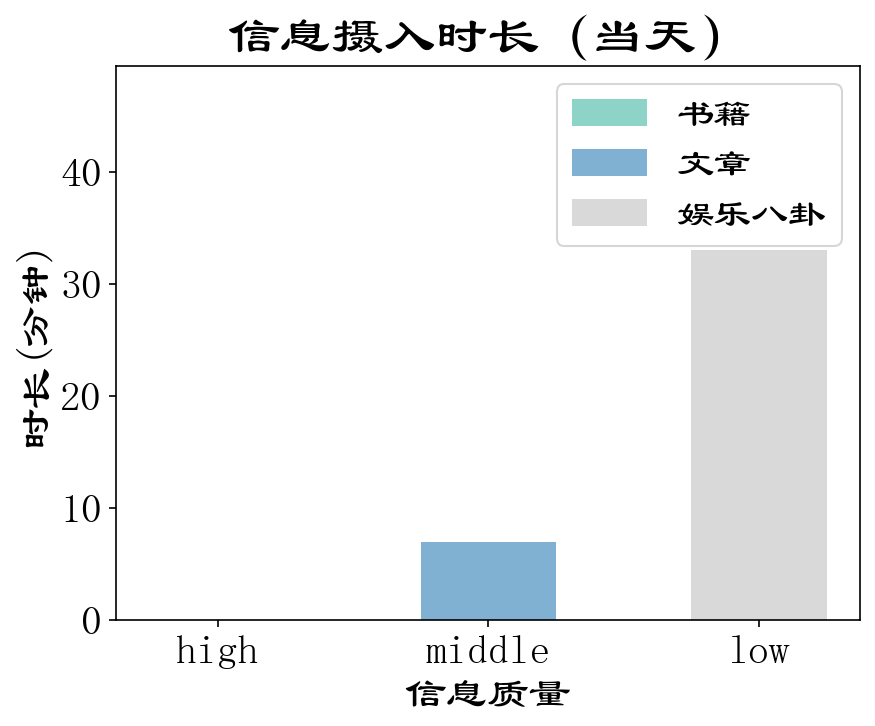 信息摄入时长（当天）
书籍
文章
娱乐八卦
时长(分钟)
40
30
20
10
0
high middle low
信息质量